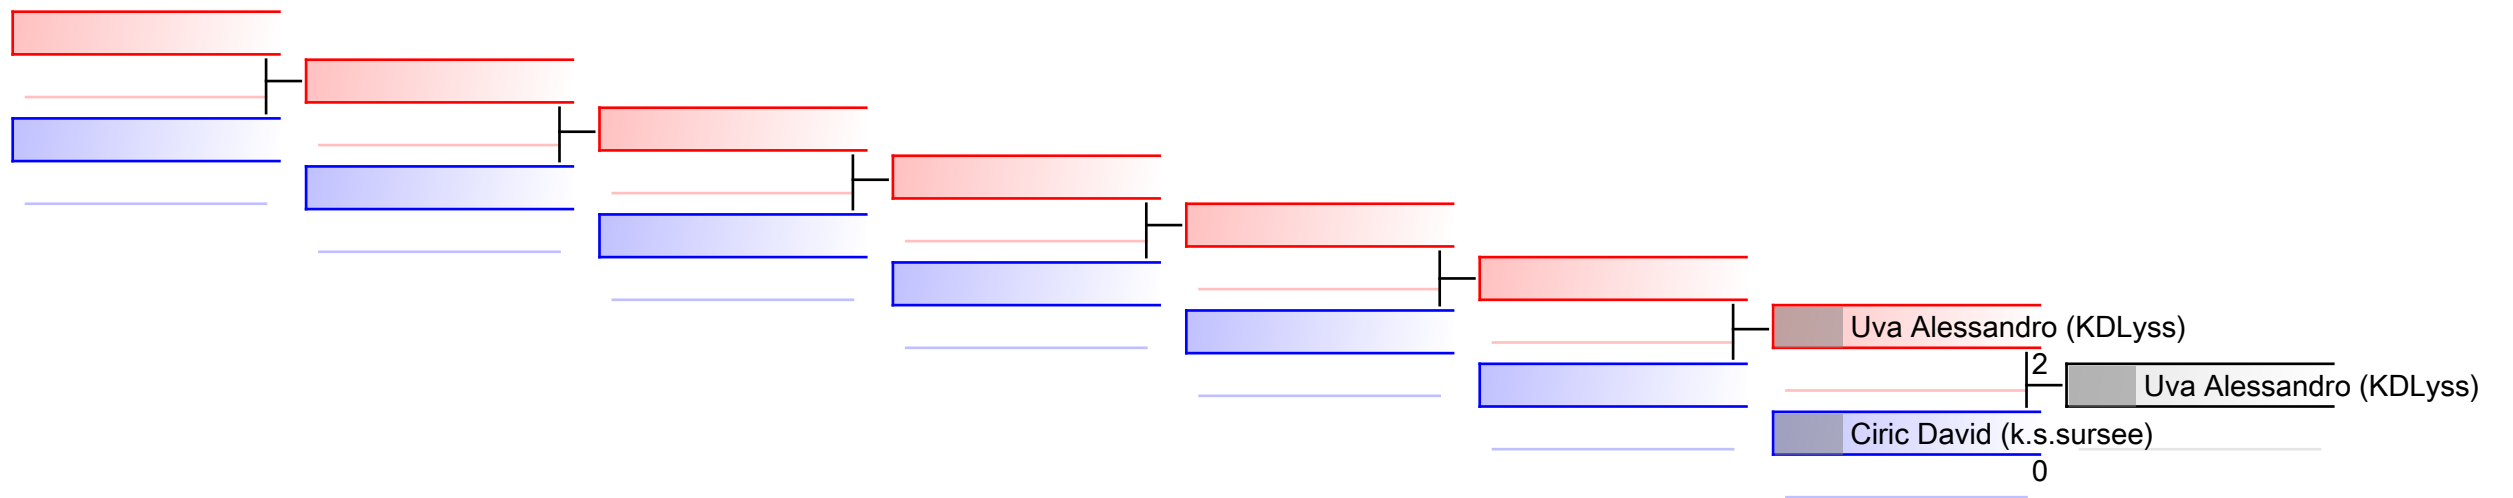 Uva Alessandro (KDLyss)
2
Uva Alessandro (KDLyss)
Ciric David (k.s.sursee)
0